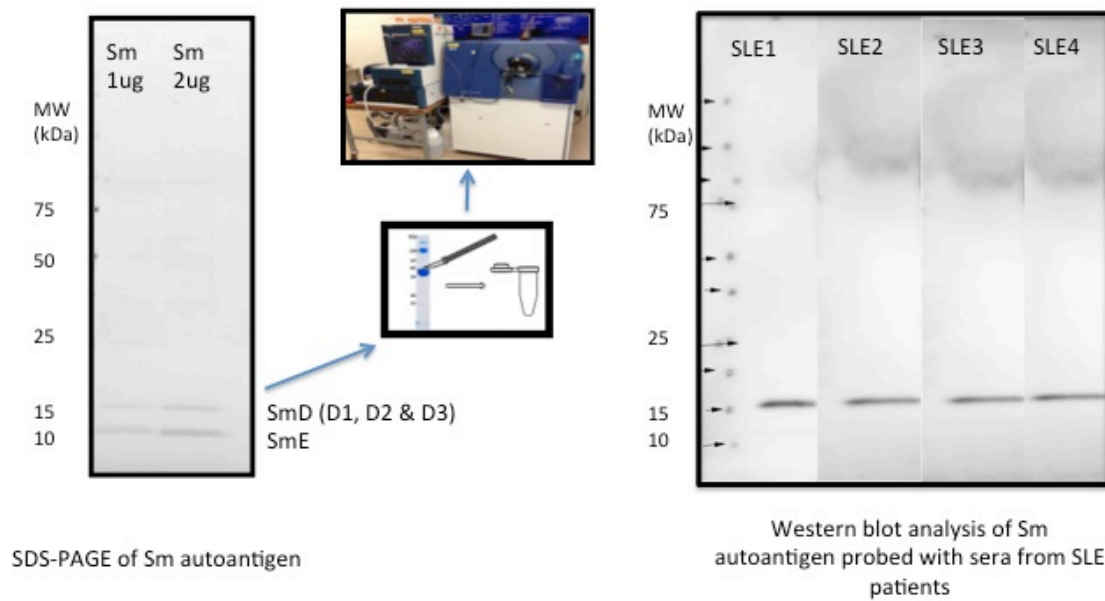 Sm
1ug
Sm
2ug
MW
(kDa)
75
50
25
15
10
SmD (D1, D2 & D3)
SmE
SDS-PAGE of Sm autoantigen
SLE1
SLE2
SLE3
SLE4
MW
(kDa)
75
25
15
10
Western blot analysis of Sm
autoantigen probed with sera from SLE
patients